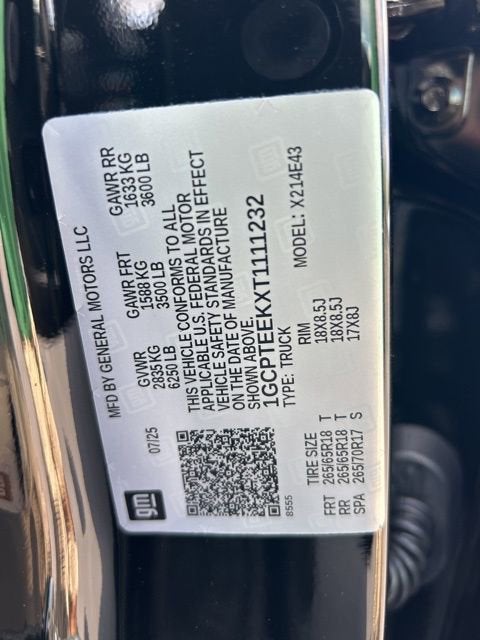 gm
07/25
MFD BY GENERAL MOTORS LLC
GVWR GAWR FRT GAWR RR
2835 KG 1588 KG 1633 KG
6250 LB 3500 LB 3600 LB
THIS VEHICLE CONFORMS TO ALL
APPLICABLE U.S. FEDERAL MOTOR
VEHICLE SAFETY STANDARDS IN EFFECT
ON THE DATE OF MANUFACTURE
SHOWN ABOVE.
1GCPTEEKXT1111232
8555
TYPE: TRUCK MODEL: X214E43
TIRE SIZE RIM
FRT 265/65R18 T 18X8.5J
RR 265/65R18 T 18X8.5J
SPA 265/70R17 S 17X8J